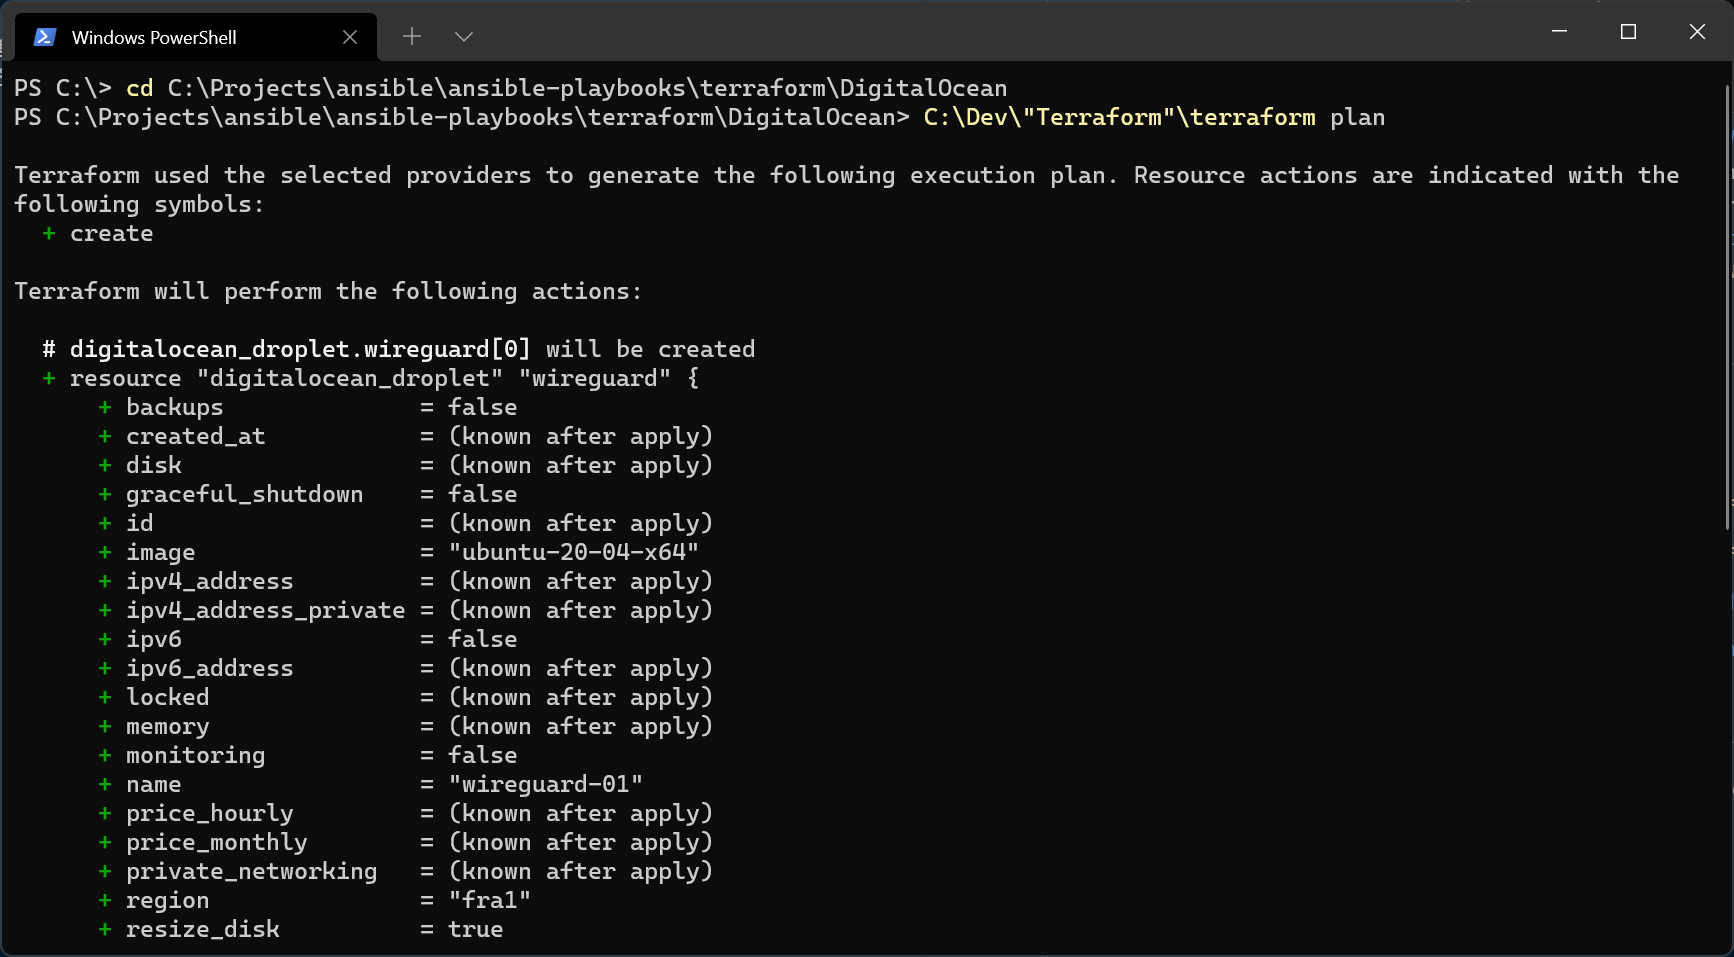 Windows PowerShell
PS C:\> cd C:\Projects\ansible\ansible-playbooks\terraform\DigitalOcean
PS C:\Projects\ansible\ansible-playbooks\terraform\DigitalOcean> C:\Dev\"Terraform"\terraform plan
Terraform used the selected providers to generate the following execution plan. Resource actions are indicated with the
following symbols:
  + create
Terraform will perform the following actions:
  # digitalocean_droplet.wireguard[0] will be created
  + resource "digitalocean_droplet" "wireguard" {
      + backups              = false
      + created_at           = (known after apply)
      + disk                 = (known after apply)
      + graceful_shutdown    = false
      + id                   = (known after apply)
      + image                = "ubuntu-20-04-x64"
      + ipv4_address         = (known after apply)
      + ipv4_address_private = (known after apply)
      + ipv6                 = false
      + ipv6_address         = (known after apply)
      + locked               = (known after apply)
      + memory               = (known after apply)
      + monitoring           = false
      + name                 = "wireguard-01"
      + price_hourly         = (known after apply)
      + price_monthly        = (known after apply)
      + private_networking   = (known after apply)
      + region               = "fra1"
      + resize_disk          = true